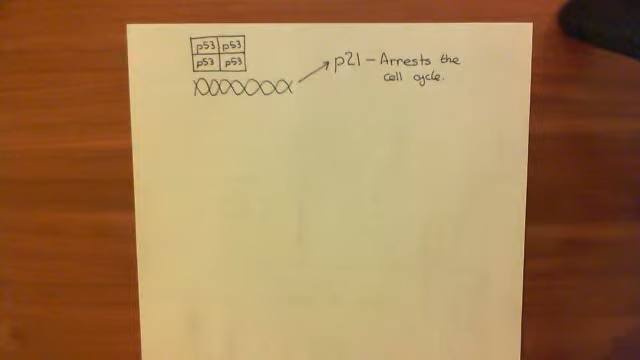 p53 p53
p53 p53
p21 - Arrests the
cell cycle.